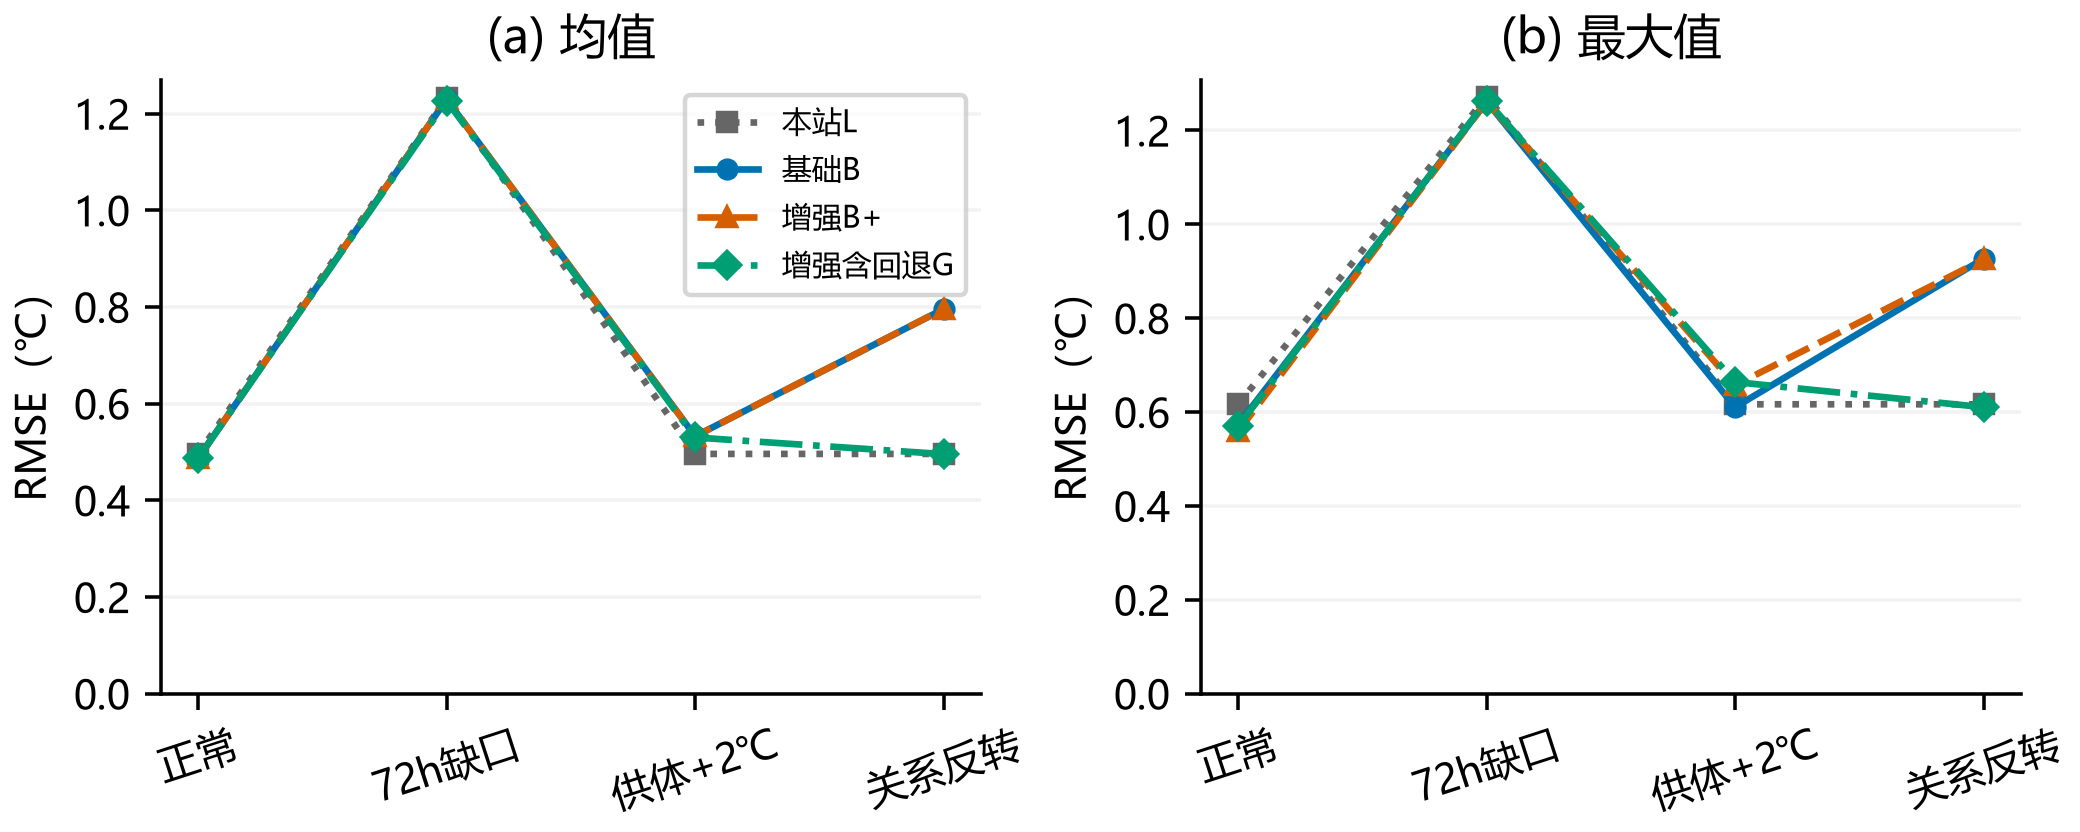 (a) 均值
RMSE (℃)
1.2
1.0
0.8
0.6
0.4
0.2
0.0
本站L
基础B
增强B+
增强含回退G
正常
72h缺口
供体+2℃
关系反转
(b) 最大值
RMSE (℃)
1.2
1.0
0.8
0.6
0.4
0.2
0.0
正常
72h缺口
供体+2℃
关系反转